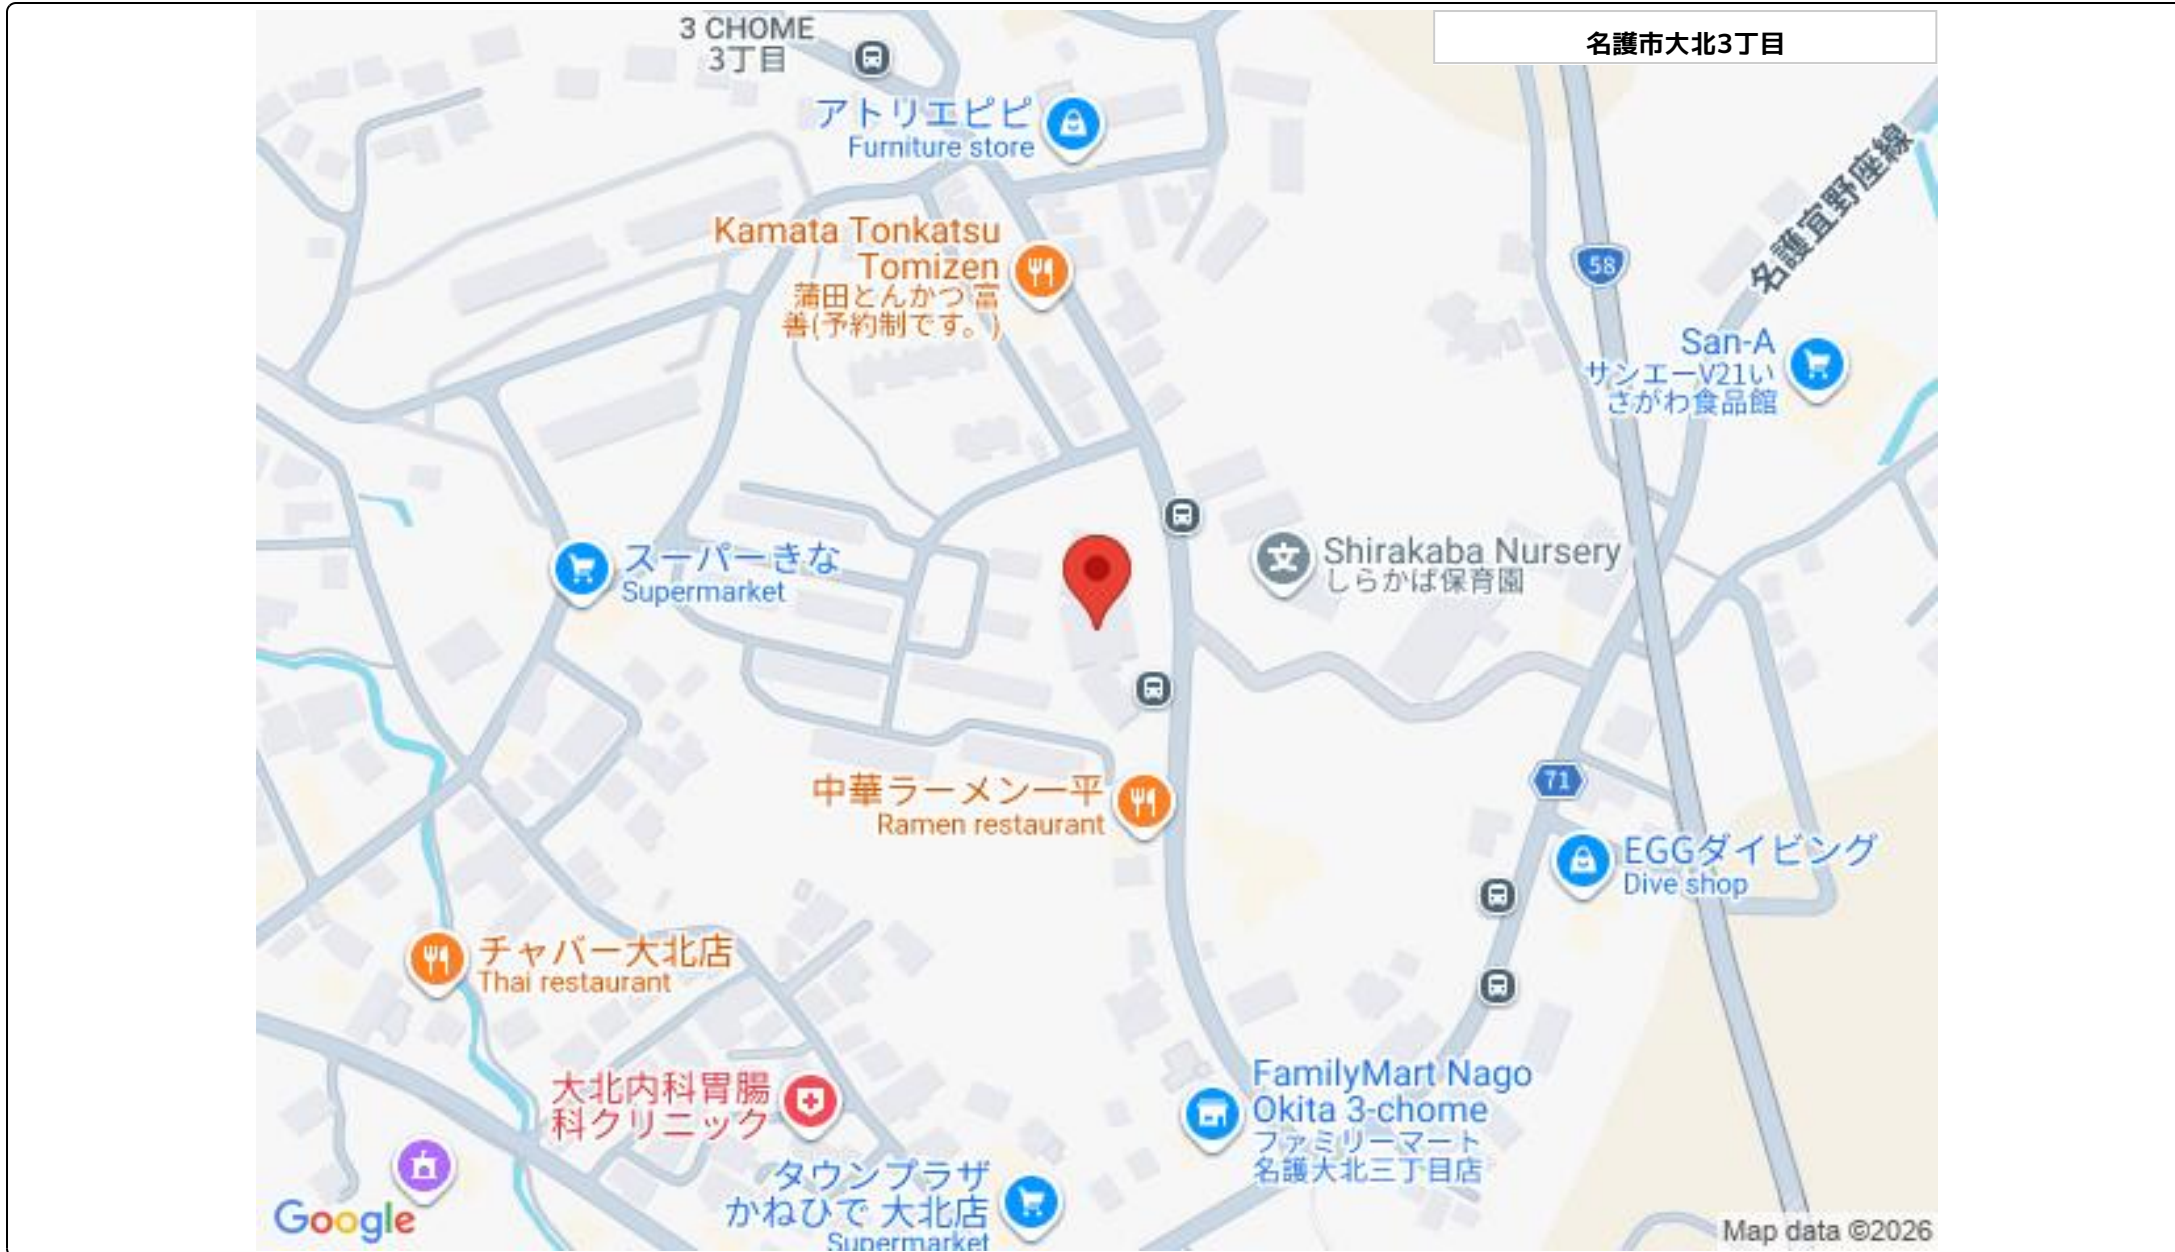 3 CHOME
3丁目
名護市大北3丁目
アトリエピピ
Furniture store
名護宜野座線
Kamata Tonkatsu
Tomizen
蒲田とんかつ 富
善(予約制です。)
58
San-A
サンエーV21い
さがわ食品館
スーパーきな
Supermarket
Shirakaba Nursery
しらかば保育園
71
中華ラーメン一平
Ramen restaurant
EGGダイビング
Dive shop
チャバー大北店
Thai restaurant
大北内科胃腸
科クリニック
FamilyMart Nago
Okita 3-chome
ファミリーマート
名護大北三丁目店
タウンプラザ
かねひで 大北店
Supermarket
Google
Map data ©2026